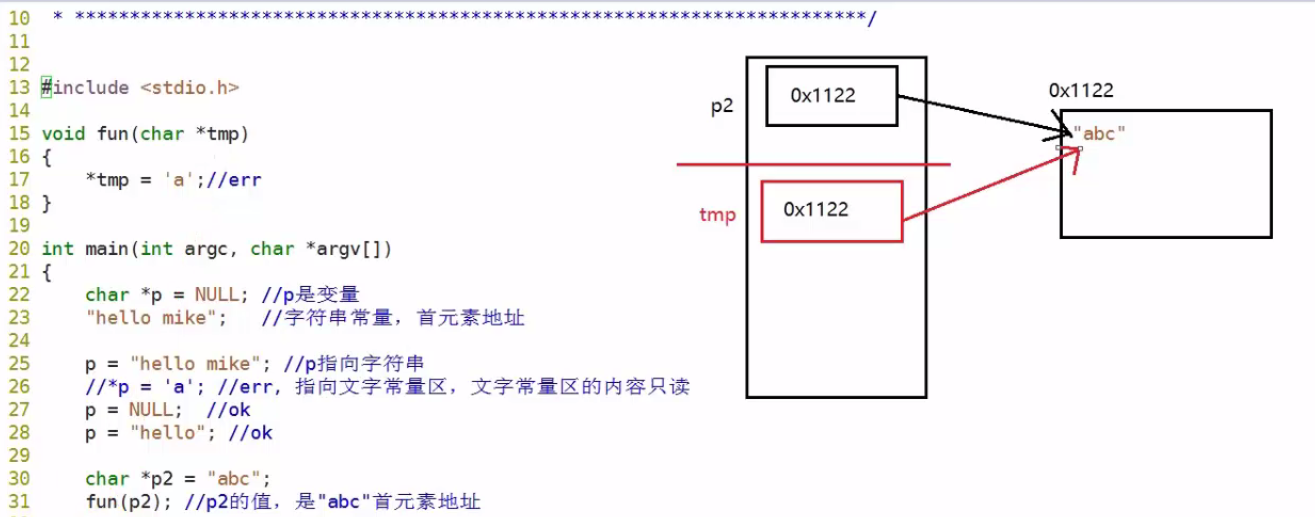 10 * **********************************************************************/
11
12
13 #include <stdio.h>
14
15 void fun(char *tmp)
16 {
17     *tmp = 'a';//err
18 }
19
20 int main(int argc, char *argv[])
21 {
22     char *p = NULL; //p是变量
23     "hello mike";   //字符串常量，首元素地址
24
25     p = "hello mike"; //p指向字符串
26     //*p = 'a'; //err, 指向文字常量区，文字常量区的内容只读
27     p = NULL;  //ok
28     p = "hello"; //ok
29
30     char *p2 = "abc";
31     fun(p2); //p2的值，是"abc"首元素地址
p2
0x1122
0x1122
"abc"
tmp
0x1122